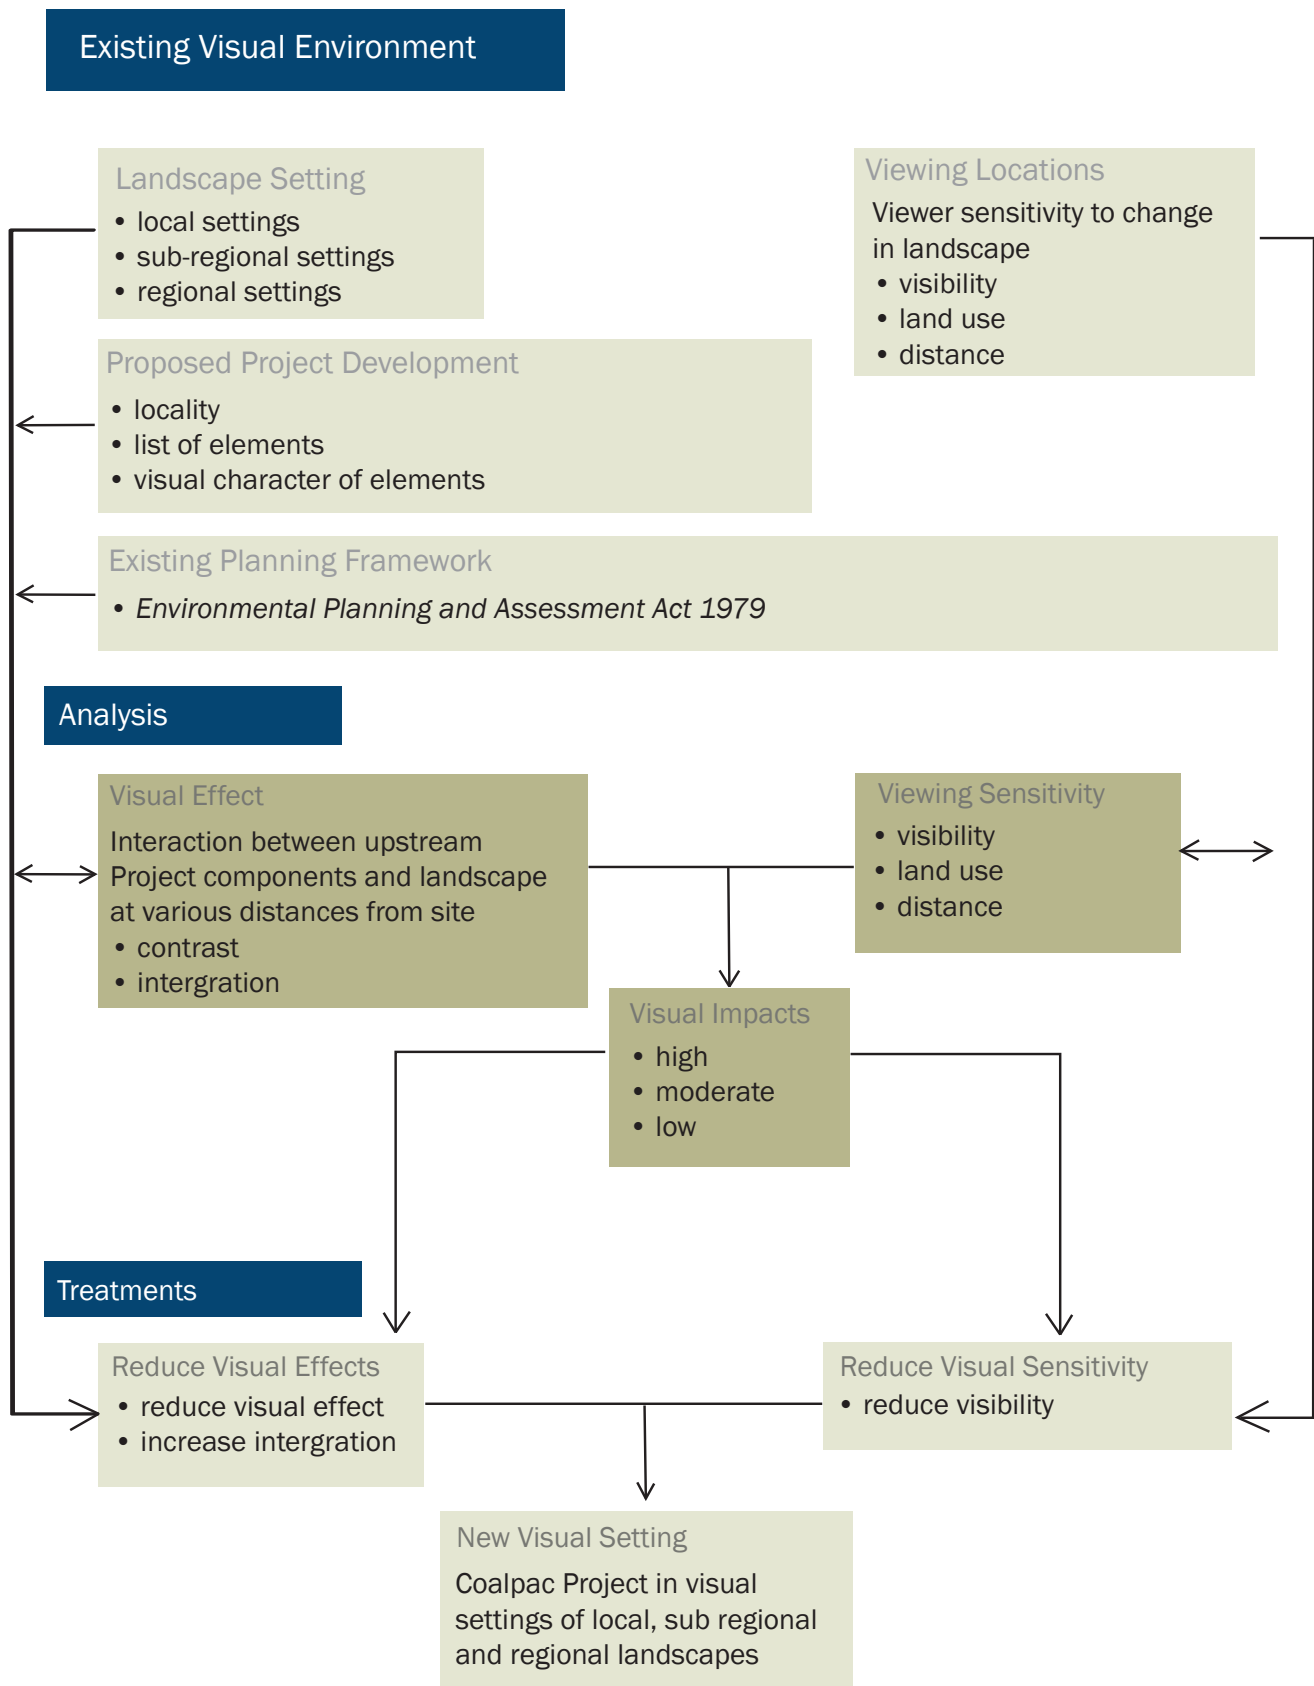 Existing Visual Environment
Landscape Setting
• local settings
• sub-regional settings
• regional settings
Viewing Locations
Viewer sensitivity to change
in landscape
• visibility
• land use
• distance
Proposed Project Development
• locality
• list of elements
• visual character of elements
Existing Planning Framework
• Environmental Planning and Assessment Act 1979
Analysis
Visual Effect
Interaction between upstream
Project components and landscape
at various distances from site
• contrast
• intergration
Viewing Sensitivity
• visibility
• land use
• distance
Visual Impacts
• high
• moderate
• low
Treatments
Reduce Visual Effects
• reduce visual effect
• increase intergration
Reduce Visual Sensitivity
• reduce visibility
New Visual Setting
Coalpac Project in visual
settings of local, sub regional
and regional landscapes